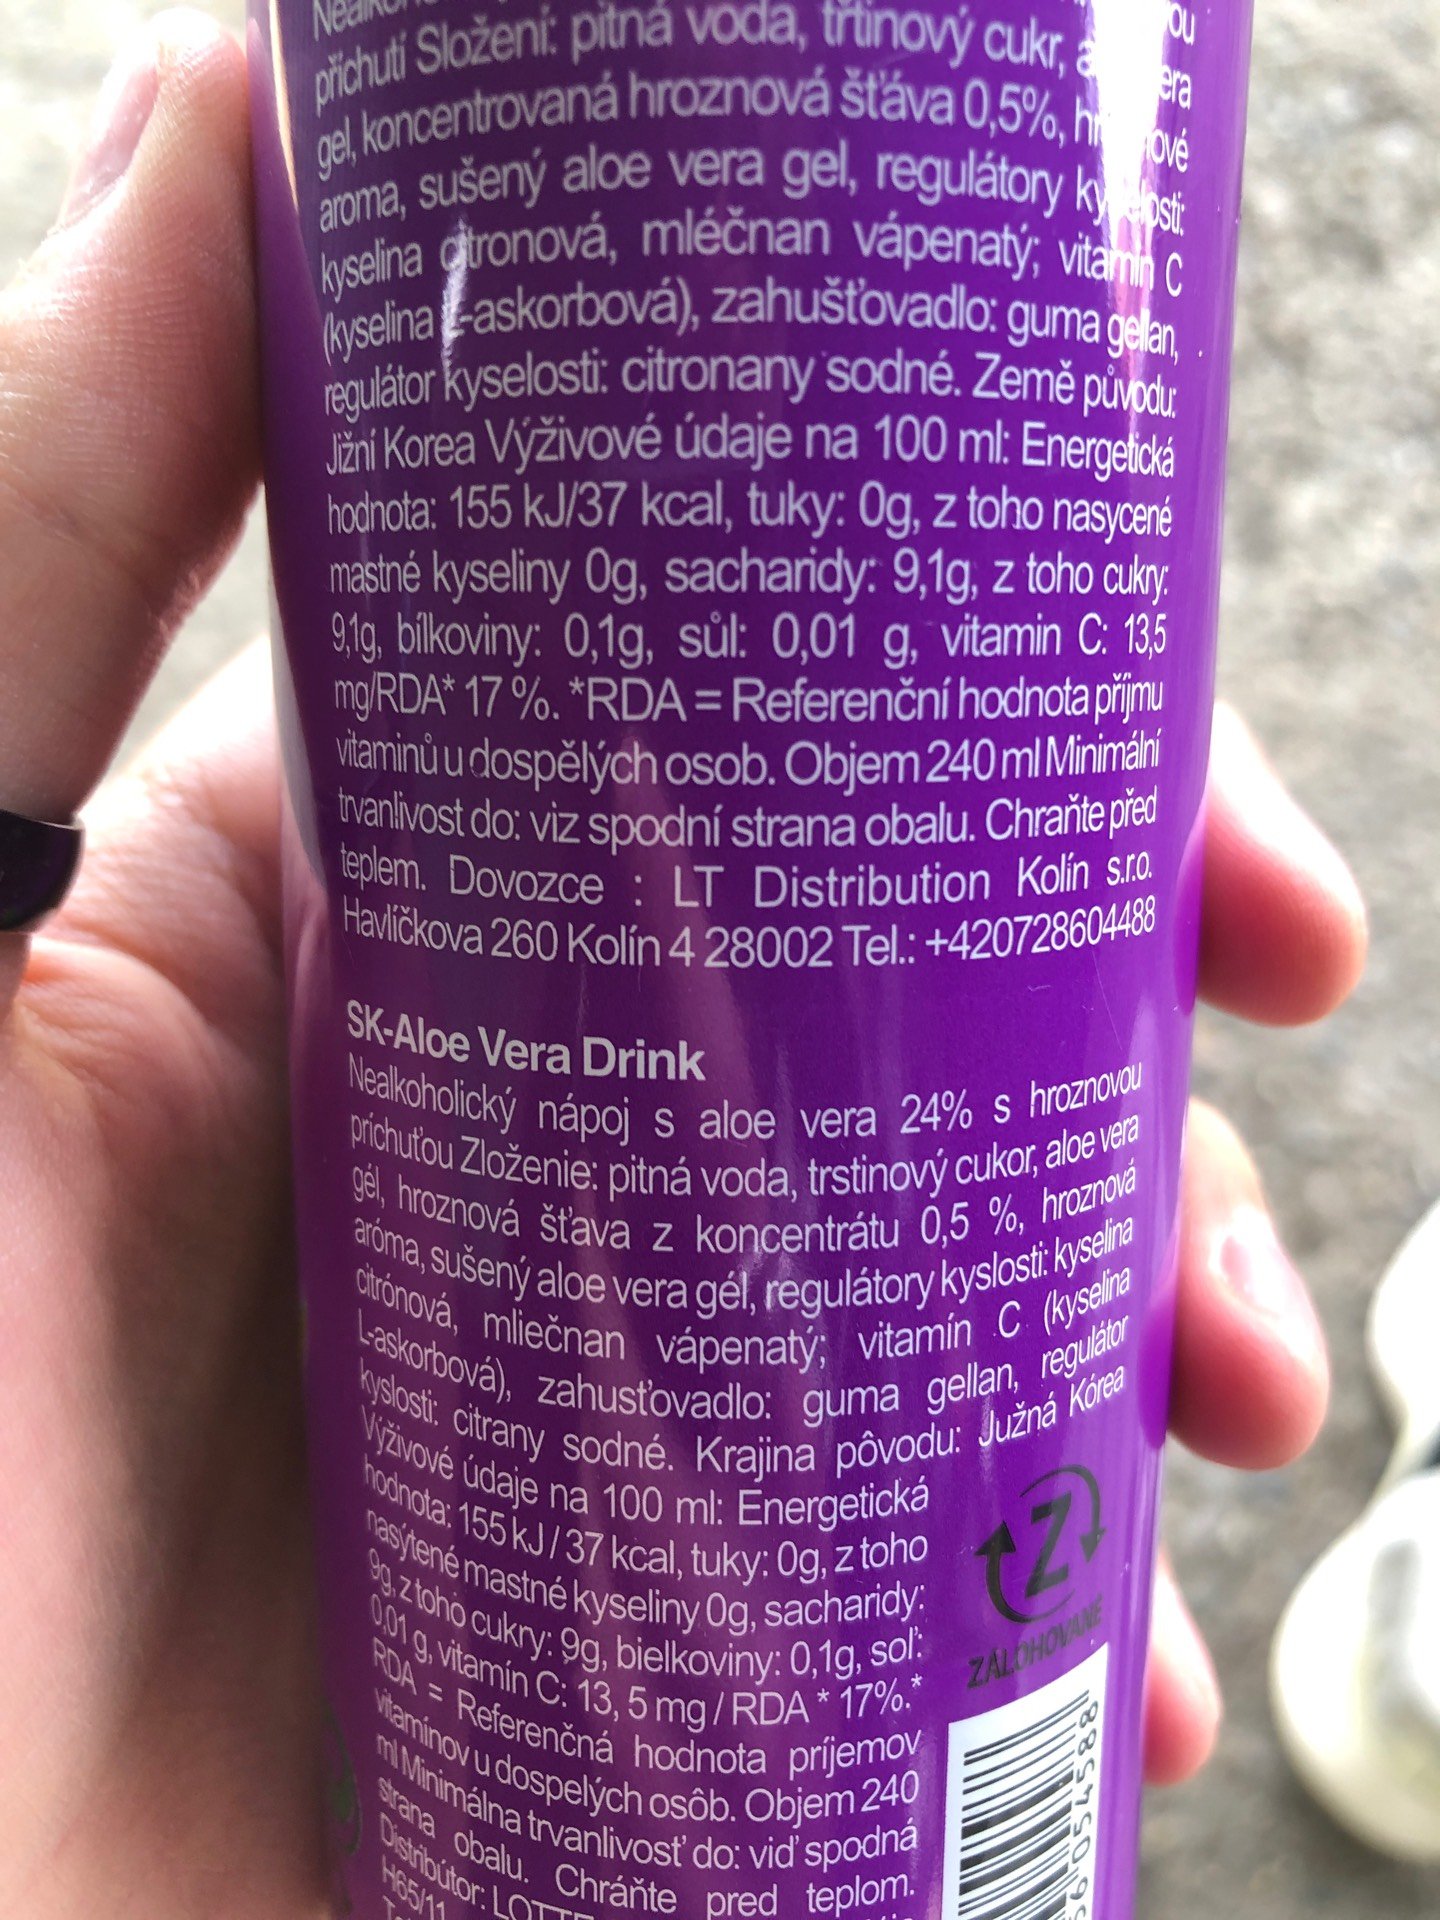 příchutí Složení: pitná voda, třtinový cukr,
gel, koncentrovaná hroznová šťáva 0,5%,
aroma, sušený aloe vera gel, regulátory
kyselina citronová, mléčnan vápenatý; vitamin C
(kyselina L-askorbová), zahušťovadlo: guma gellan,
regulátor kyselosti: citronany sodné. Země původu:
Jižní Korea Výživové údaje na 100 ml: Energetická
hodnota: 155 kJ/37 kcal, tuky: 0g, z toho nasycené
mastné kyseliny 0g, sacharidy: 9,1g, z toho cukry:
9,1g, bílkoviny: 0,1g, sůl: 0,01 g, vitamin C: 13,5
mg/RDA* 17 %. *RDA = Referenční hodnota příjmu
vitaminů u dospělých osob. Objem 240 ml Minimální
trvanlivost do: viz spodní strana obalu. Chraňte před
teplem. Dovozce : LT Distribution Kolín s.r.o.
Havlíčkova 260 Kolín 4 28002 Tel.: +420728604488
SK-Aloe Vera Drink
Nealkoholický nápoj s aloe vera 24% s hroznovou
príchuťou Zloženie: pitná voda, trstinový cukor, aloe vera
gél, hroznová šťava z koncentrátu 0,5 %, hroznová
aróma, sušený aloe vera gél, regulátory kyslosti: kyselina
citrónová, mliečnan vápenatý; vitamín C (kyselina
L-askorbová), zahusťovadlo: guma gellan, regulátor
kyslosti: citrany sodné. Krajina pôvodu: Južná Kórea
Výživové údaje na 100 ml: Energetická
hodnota: 155 kJ / 37 kcal, tuky: 0g, z toho
nasýtené mastné kyseliny 0g, sacharidy:
9g, z toho cukry: 9g, bielkoviny: 0,1g, soľ:
0,01 g, vitamín C: 13, 5 mg / RDA * 17%.*
RDA = Referenčná hodnota príjemov
vitamínov u dospelých osôb. Objem 240
ml Minimálna trvanlivosť do: viď spodná
strana obalu. Chráňte pred teplom.
Distribútor: LOTTE
H65/11
Z
ZÁLOHOVANÉ
56 054588